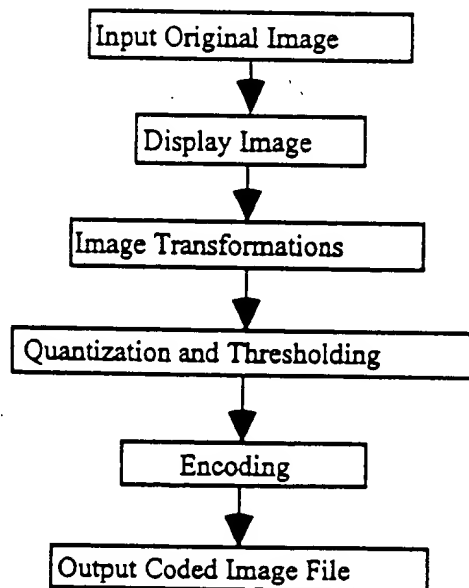 Input Original Image
Display Image
Image Transformations
Quantization and Thresholding
Encoding
Output Coded Image File